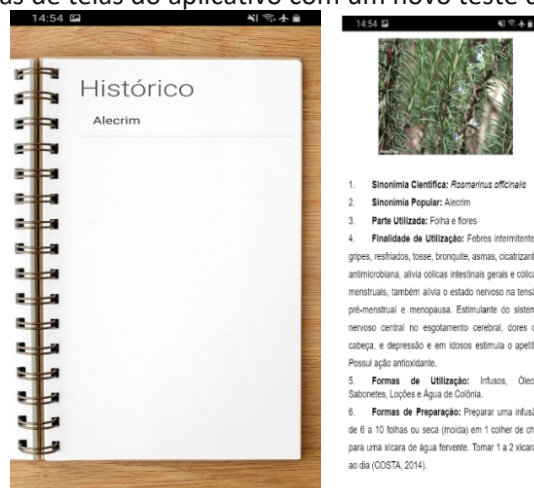 as de telas do aplicativo com um novo teste
14:54
Histórico
Alecrim
14:54
1. Sinonímia Científica: Rosmarinus officinalis
2. Sinonímia Popular: Alecrim
3. Parte Utilizada: Folha e flores
4. Finalidade de Utilização: Febres intermitente
gripes, resfriados, tosse, bronquite, asmas, cicatrizant
antimicrobiana, alivia cólicas intestinais gerais e cólica
menstruais, também alivia o estado nervoso na tensã
pré-menstrual e menopausa. Estimulante do sistem
nervoso central no esgotamento cerebral, dores d
cabeça, e depressão e em idosos estimula o apetit
Possui ação antioxidante.
5. Formas de Utilização: Infusos, Óleo
Sabonetes, Loções e Água de Colônia.
6. Formas de Preparação: Preparar uma infusã
de 6 a 10 folhas ou seca (moída) em 1 colher de ch
para uma xícara de água fervente. Tomar 1 a 2 xícara
ao dia (COSTA, 2014).